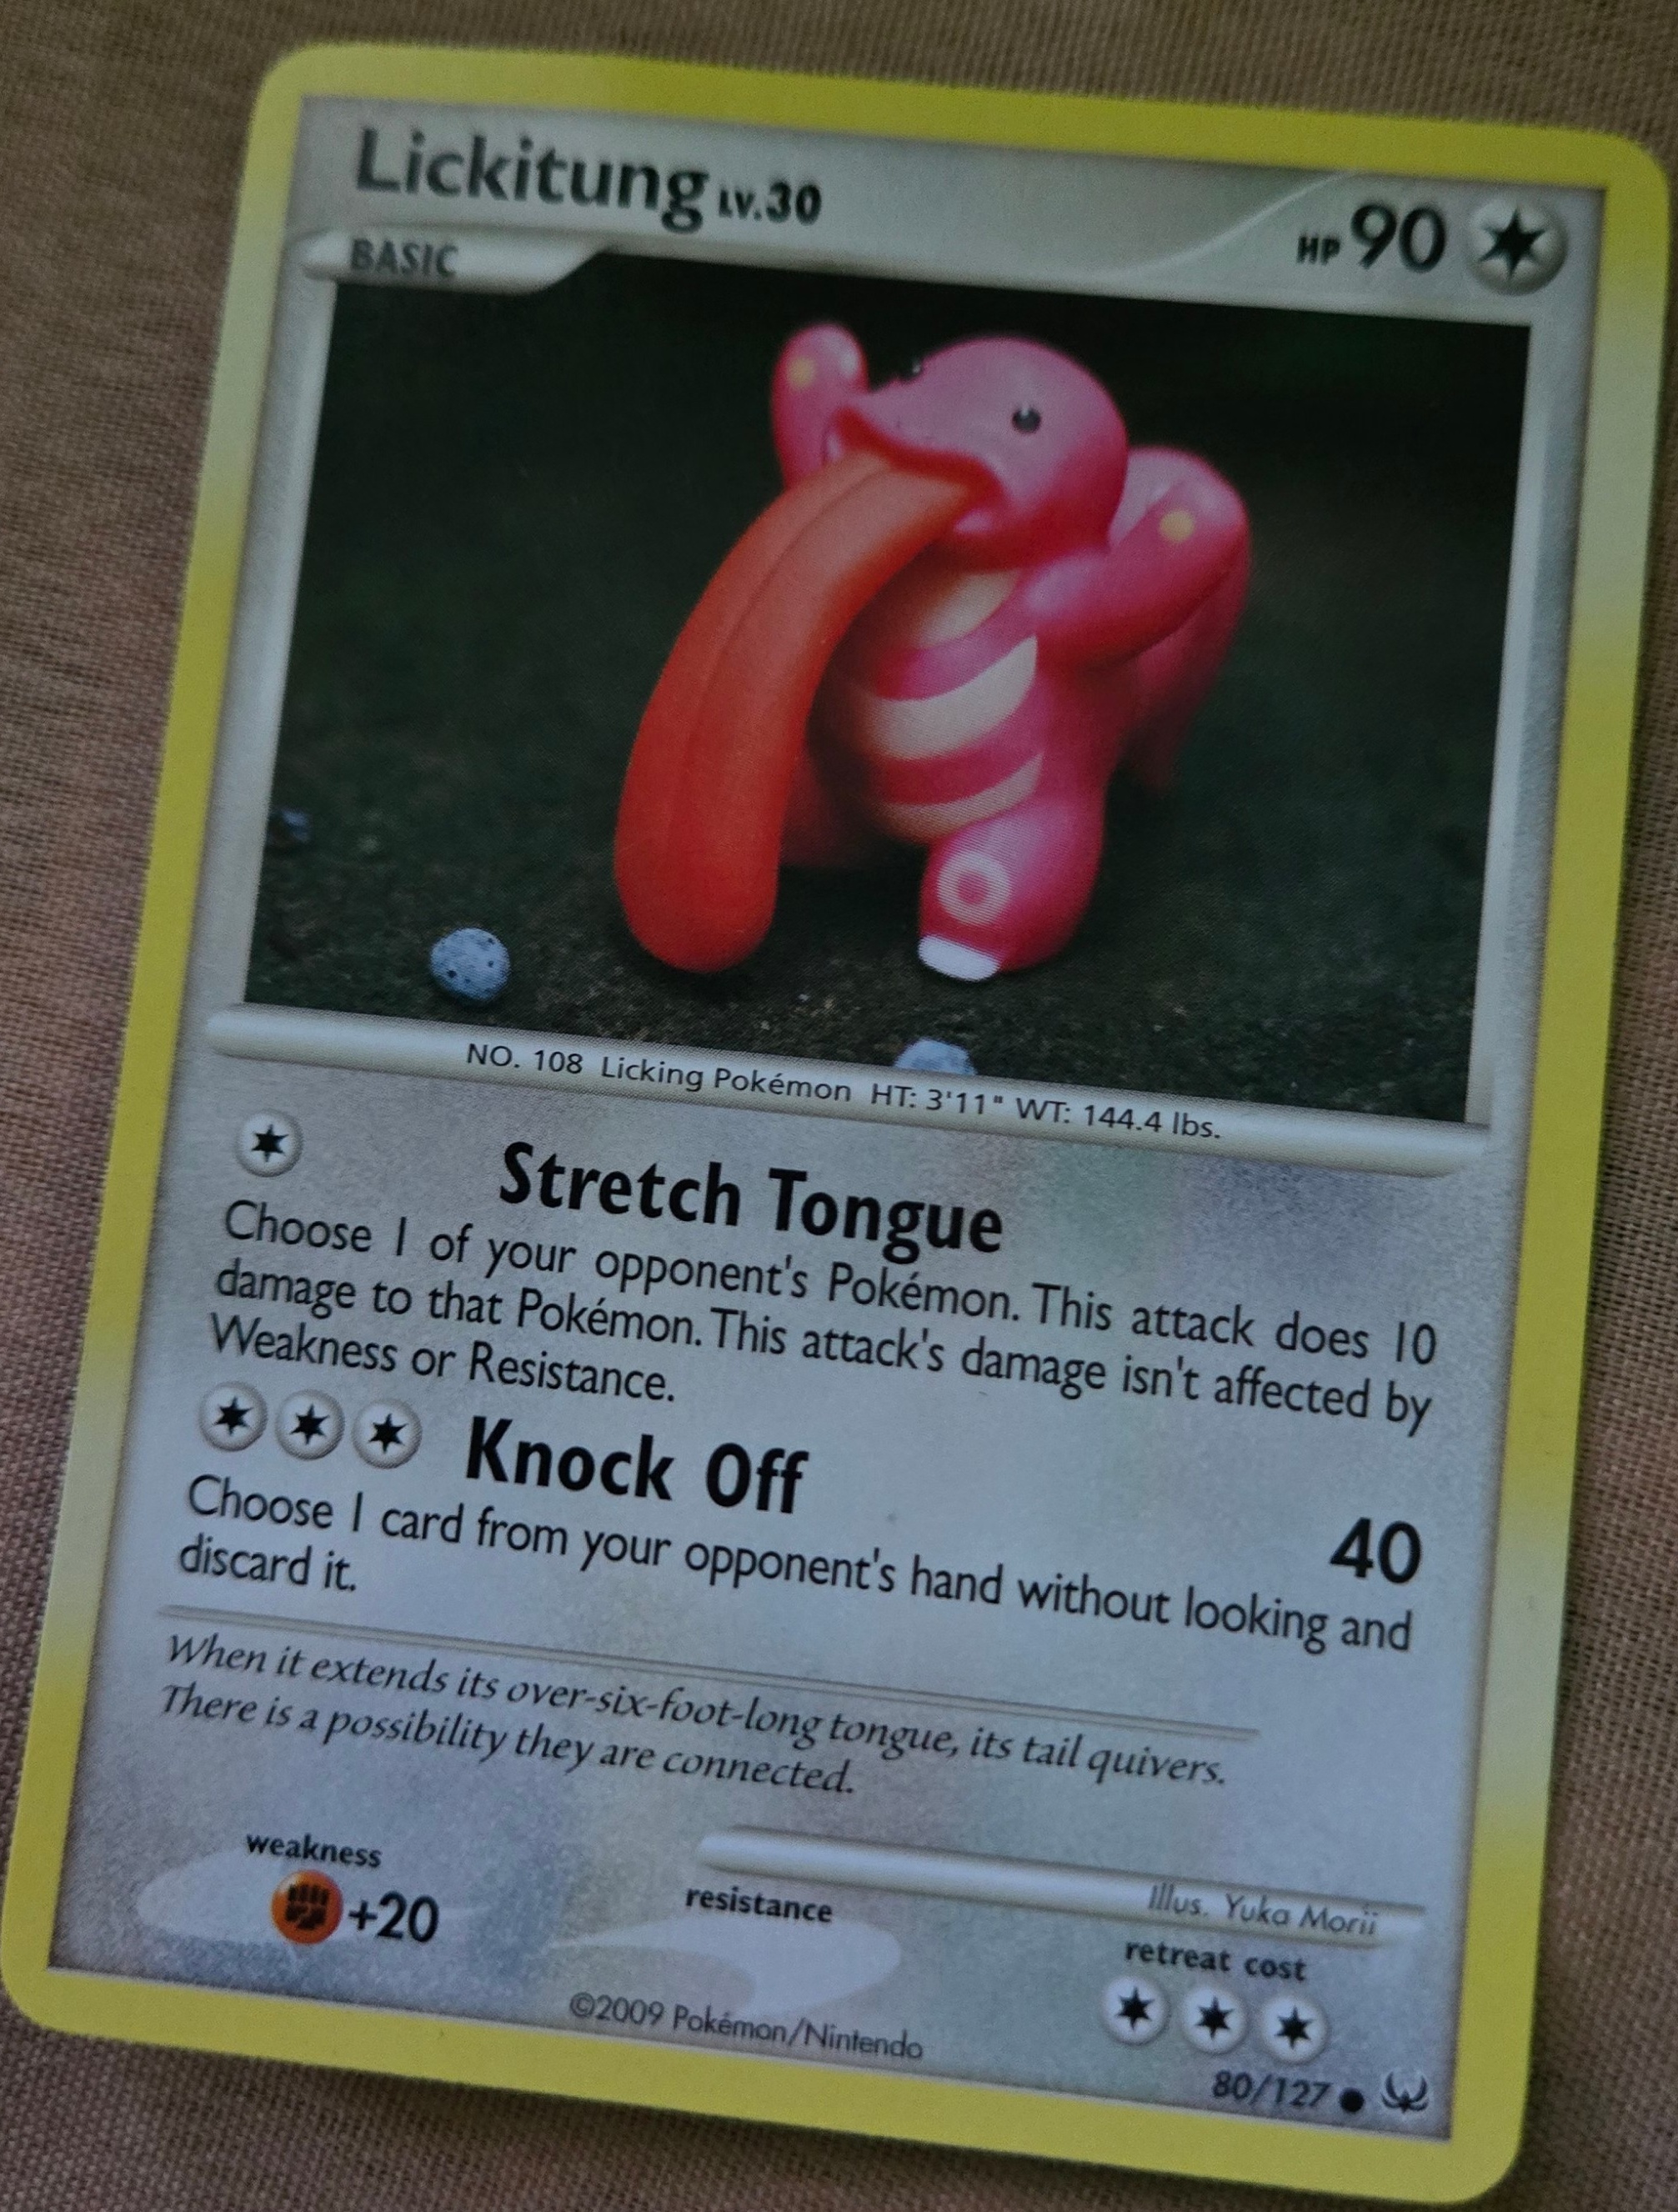 Lickitung LV.30
HP 90
BASIC
NO. 108 Licking Pokémon HT: 3'11" WT: 144.4 lbs.
Stretch Tongue
Choose 1 of your opponent's Pokémon. This attack does 10
damage to that Pokémon. This attack's damage isn't affected by
Weakness or Resistance.
Knock Off
40
Choose 1 card from your opponent's hand without looking and
discard it.
When it extends its over-six-foot-long tongue, its tail quivers.
There is a possibility they are connected.
Illus. Yuka Morii
weakness
+20
resistance
retreat cost
©2009 Pokémon/Nintendo
80/127